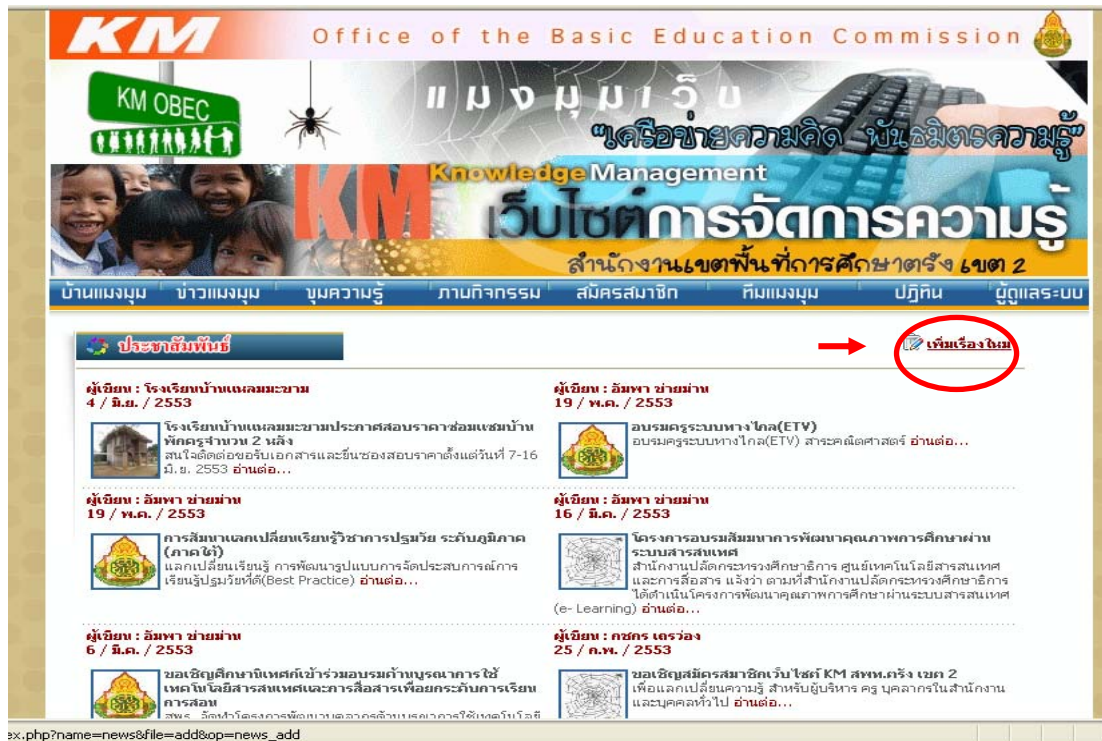 KM Office of the Basic Education Commission
KM OBEC
แมงมุมเว็บ
"เครือข่ายความคิด พันธมิตรความรู้"
Knowledge Management
KM เว็บไซต์การจัดการความรู้
สำนักงานเขตพื้นที่การศึกษาตรัง เขต 2
บ้านแมงมุม ข่าวแมงมุม ขุมความรู้ ภาพกิจกรรม สมัครสมาชิก ทีมแมงมุม ปฏิทิน ผู้ดูแลระบบ
ประชาสัมพันธ์
เพิ่มเรื่องใหม่
ผู้เขียน : โรงเรียนบ้านแหลมมะขาม
4 / มิ.ย. / 2553
โรงเรียนบ้านแหลมมะขามประกาศสอบราคาซ่อมแซมบ้าน
พักครูจำนวน 2 หลัง
สนใจติดต่อขอรับเอกสารและยื่นซองสอบราคาตั้งแต่วันที่ 7-16
มิ.ย. 2553 อ่านต่อ...
ผู้เขียน : อัมพา ช่ายม่าน
19 / พ.ค. / 2553
อบรมครูระบบทางไกล(ETV)
อบรมครูระบบทางไกล(ETV) สาระคณิตศาสตร์ อ่านต่อ...
ผู้เขียน : อัมพา ช่ายม่าน
19 / พ.ค. / 2553
การสัมนาแลกเปลี่ยนเรียนรู้วิชาการปฐมวัย ระดับภูมิภาค
(ภาคใต้)
แลกเปลี่ยนเรียนรู้ การพัฒนารูปแบบการจัดประสบการณ์การ
เรียนรู้ปฐมวัยที่ดี(Best Practice) อ่านต่อ...
ผู้เขียน : อัมพา ช่ายม่าน
16 / มี.ค. / 2553
โครงการอบรมสัมมนาการพัฒนาคุณภาพการศึกษาผ่าน
ระบบสารสนเทศ
สำนักงานปลัดกระทรวงศึกษาธิการ ศูนย์เทคโนโลยีสารสนเทศ
และการสื่อสาร แจ้งว่า ตามที่สำนักงานปลัดกระทรวงศึกษาธิการ
ได้ดำเนินโครงการพัฒนาคุณภาพการศึกษาผ่านระบบสารสนเทศ
(e- Learning) อ่านต่อ...
ผู้เขียน : อัมพา ช่ายม่าน
6 / มี.ค. / 2553
ขอเชิญศึกษานิเทศก์เข้าร่วมอบรมด้านบูรณาการใช้
เทคโนโลยีสารสนเทศและการสื่อสารเพื่อยกระดับการเรียน
การสอน
สพร. จัดทำโครงการพัฒนาบุคลากรด้านบูรณาการใช้เทคโนโลยี
ผู้เขียน : กชกร เถรว่อง
25 / ก.พ. / 2553
ขอเชิญสมัครสมาชิกเว็บไซต์ KM สพท.ตรัง เขต 2
เพื่อแลกเปลี่ยนความรู้ สำหรับผู้บริหาร ครู บุคลากรในสำนักงาน
และบุคคลทั่วไป อ่านต่อ...
ex.php?name=news&file=add&op=news_add